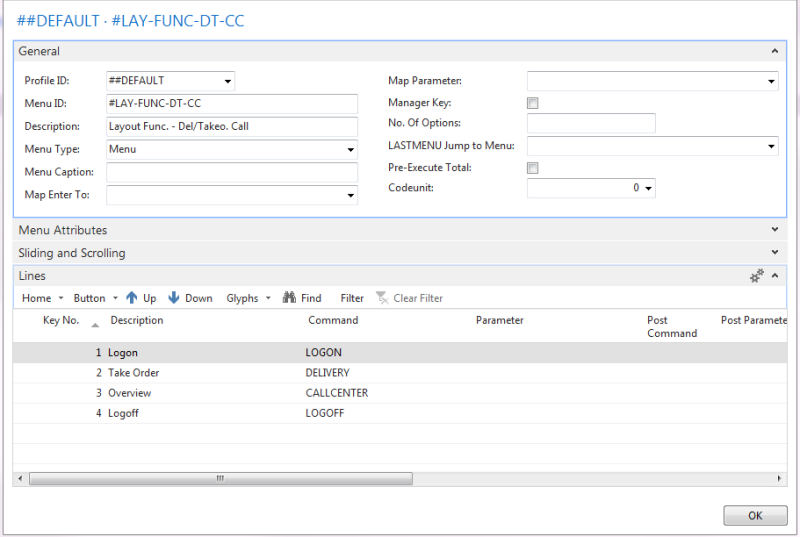 ##DEFAULT · #LAY-FUNC-DT-CC
General
Profile ID: ##DEFAULT
Menu ID: #LAY-FUNC-DT-CC
Description: Layout Func. - Del/Takeo. Call
Menu Type: Menu
Menu Caption:
Map Enter To:
Map Parameter:
Manager Key:
No. Of Options:
LASTMENU Jump to Menu:
Pre-Execute Total:
Codeunit: 0
Menu Attributes
Sliding and Scrolling
Lines
Home Button Up Down Glyphs Find Filter Clear Filter
Key No. Description Command Parameter Post Command Post Paramete
1 Logon LOGON
2 Take Order DELIVERY
3 Overview CALLCENTER
4 Logoff LOGOFF
OK